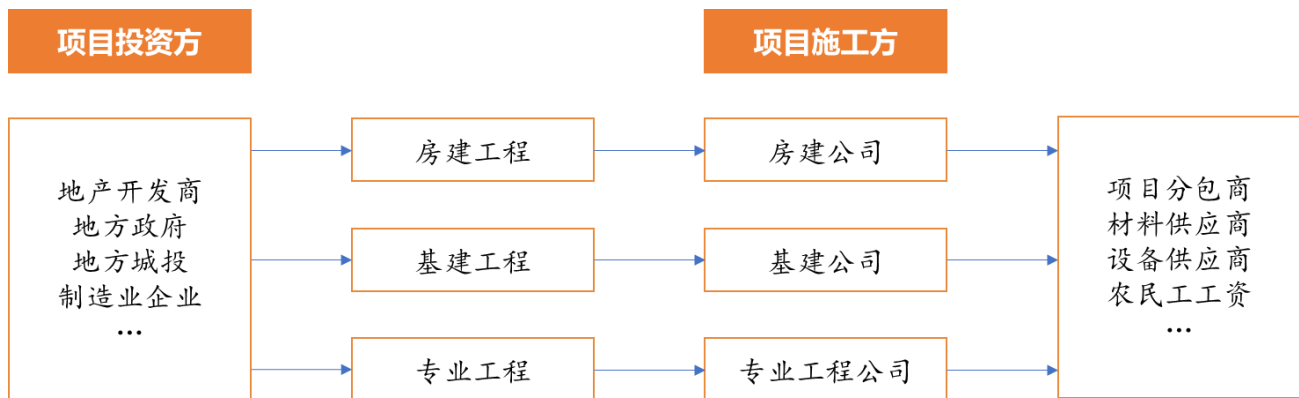 项目投资方
项目施工方
地产开发商
地方政府
地方城投
制造业企业
...
房建工程
基建工程
专业工程
房建公司
基建公司
专业工程公司
项目分包商
材料供应商
设备供应商
农民工工资
...